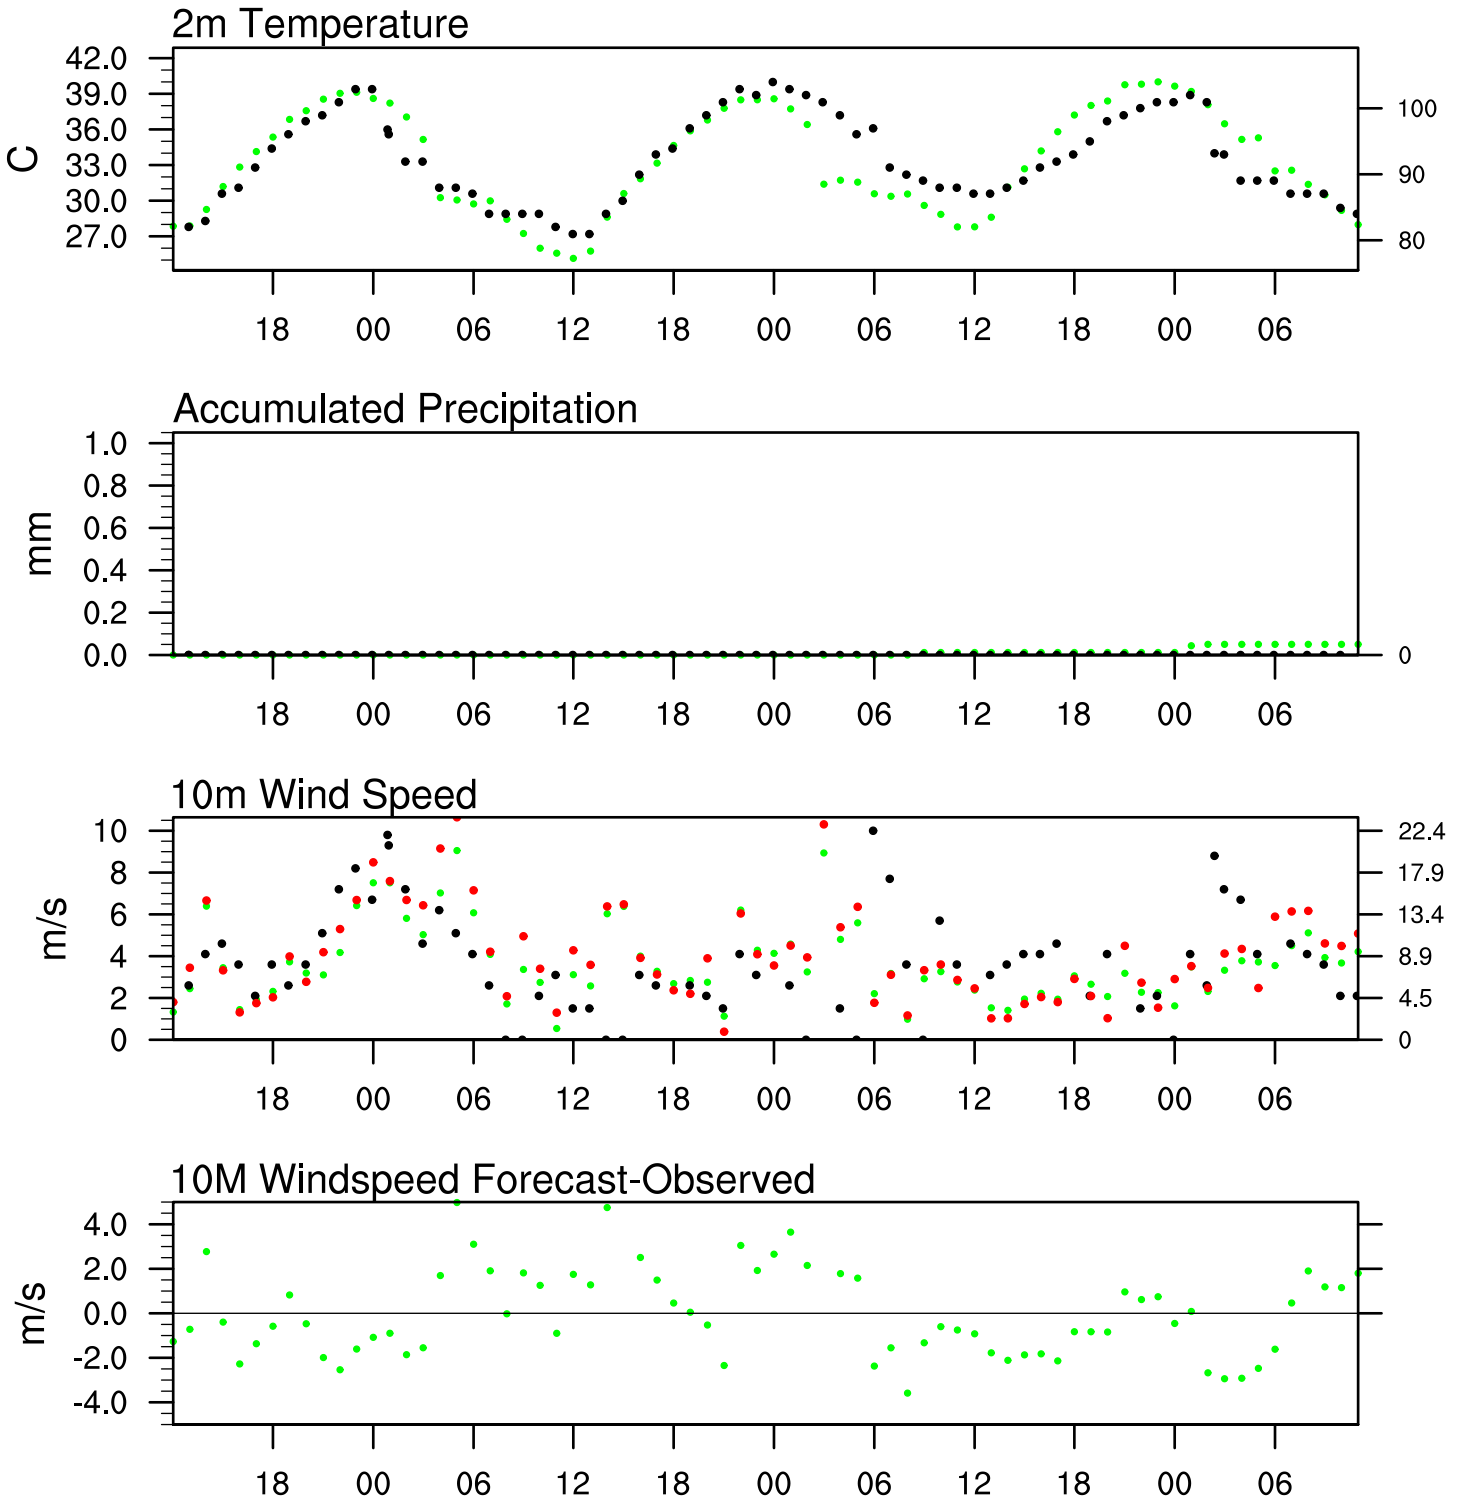 2m Temperature
42.0
39.0
36.0
33.0
30.0
27.0
C
100
90
80
18 00 06 12 18 00 06 12 18 00 06
Accumulated Precipitation
1.0
0.8
0.6
0.4
0.2
0.0
mm
0
18 00 06 12 18 00 06 12 18 00 06
10m Wind Speed
10
8
6
4
2
0
m/s
22.4
17.9
13.4
8.9
4.5
0
18 00 06 12 18 00 06 12 18 00 06
10M Windspeed Forecast-Observed
4.0
2.0
0.0
-2.0
-4.0
m/s
18 00 06 12 18 00 06 12 18 00 06